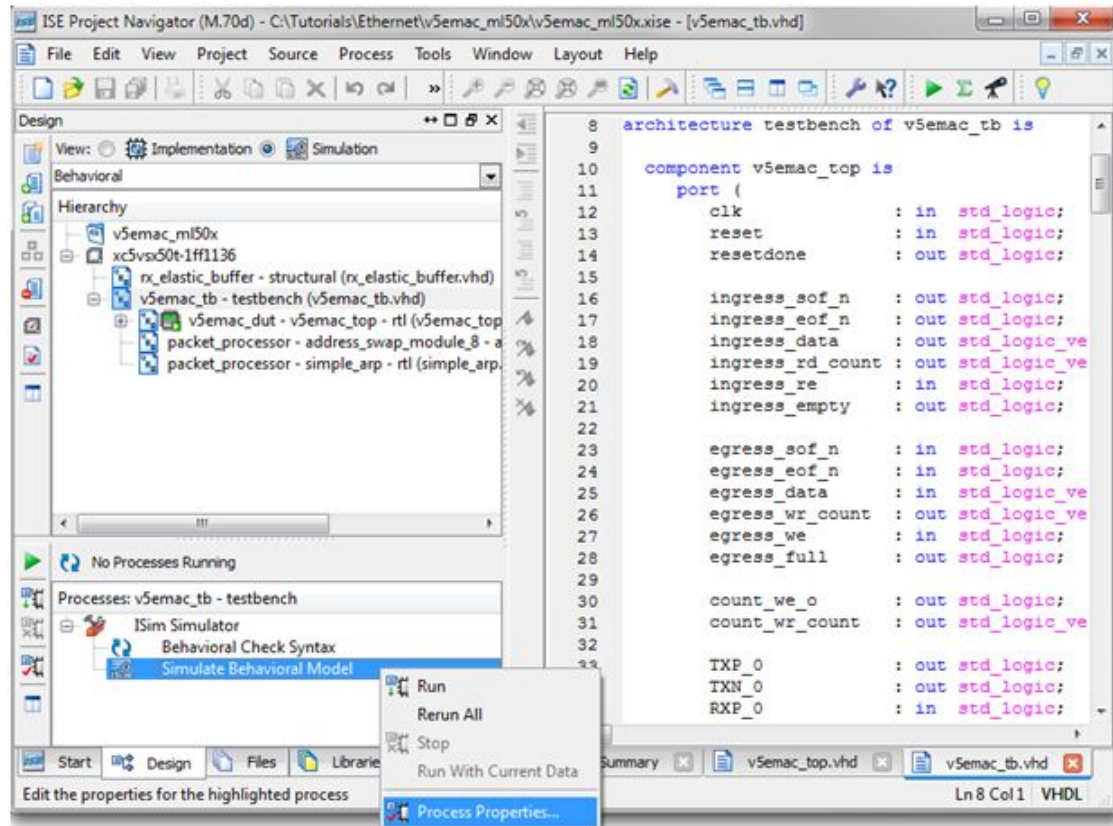 ISE Project Navigator (M.70d) - C:\Tutorials\Ethernet\v5emac_ml50x\v5emac_ml50x.xise - [v5emac_tb.vhd]
File Edit View Project Source Process Tools Window Layout Help
Design
View: Implementation Simulation
Behavioral
Hierarchy
v5emac_ml50x
xc5vsx50t-1ff1136
rx_elastic_buffer - structural (rx_elastic_buffer.vhd)
v5emac_tb - testbench (v5emac_tb.vhd)
v5emac_dut - v5emac_top - rtl (v5emac_top
packet_processor - address_swap_module_8 - a
packet_processor - simple_arp - rtl (simple_arp.
No Processes Running
Processes: v5emac_tb - testbench
ISim Simulator
Behavioral Check Syntax
Simulate Behavioral Model
Run
Rerun All
Stop
Run With Current Data
Process Properties...
8 architecture testbench of v5emac_tb is
9
10 component v5emac_top is
11 port (
12 clk : in std_logic;
13 reset : in std_logic;
14 resetdone : out std_logic;
15
16 ingress_sof_n : out std_logic;
17 ingress_eof_n : out std_logic;
18 ingress_data : out std_logic_ve
19 ingress_rd_count : out std_logic_ve
20 ingress_re : in std_logic;
21 ingress_empty : out std_logic;
22
23 egress_sof_n : in std_logic;
24 egress_eof_n : in std_logic;
25 egress_data : in std_logic_ve
26 egress_wr_count : out std_logic_ve
27 egress_we : in std_logic;
28 egress_full : out std_logic;
29
30 count_we_o : out std_logic;
31 count_wr_count : out std_logic_ve
32
33 TXP_0 : out std_logic;
34 TXN_0 : out std_logic;
35 RXP_0 : in std_logic;
Start Design Files Librarie Summary v5emac_top.vhd v5emac_tb.vhd
Edit the properties for the highlighted process Ln 8 Col 1 VHDL